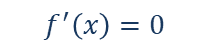 f′(x) = 0